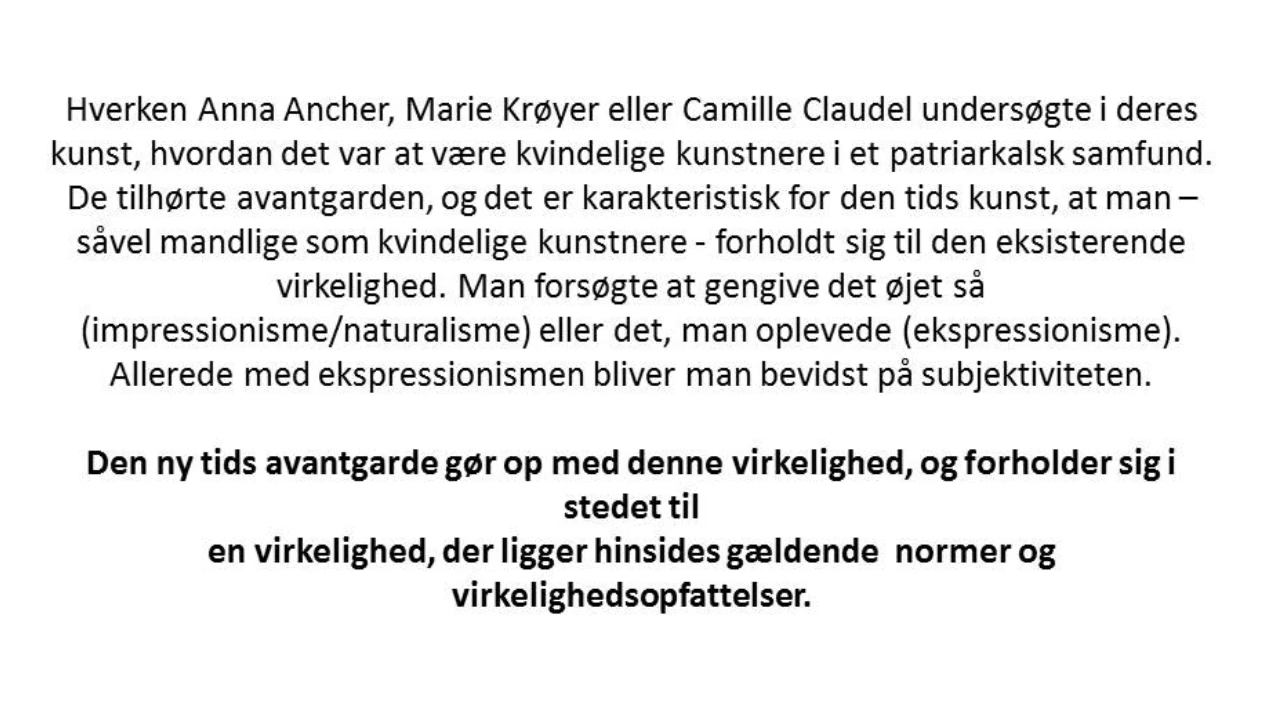 Hverken Anna Ancher, Marie Krøyer eller Camille Claudel undersøgte i deres
kunst, hvordan det var at være kvindelige kunstnere i et patriarkalsk samfund.
De tilhørte avantgarden, og det er karakteristisk for den tids kunst, at man –
såvel mandlige som kvindelige kunstnere - forholdt sig til den eksisterende
virkelighed. Man forsøgte at gengive det øjet så
(impressionisme/naturalisme) eller det, man oplevede (ekspressionisme).
Allerede med ekspressionismen bliver man bevidst på subjektiviteten.
Den ny tids avantgarde gør op med denne virkelighed, og forholder sig i
stedet til
en virkelighed, der ligger hinsides gældende normer og
virkelighedsopfattelser.